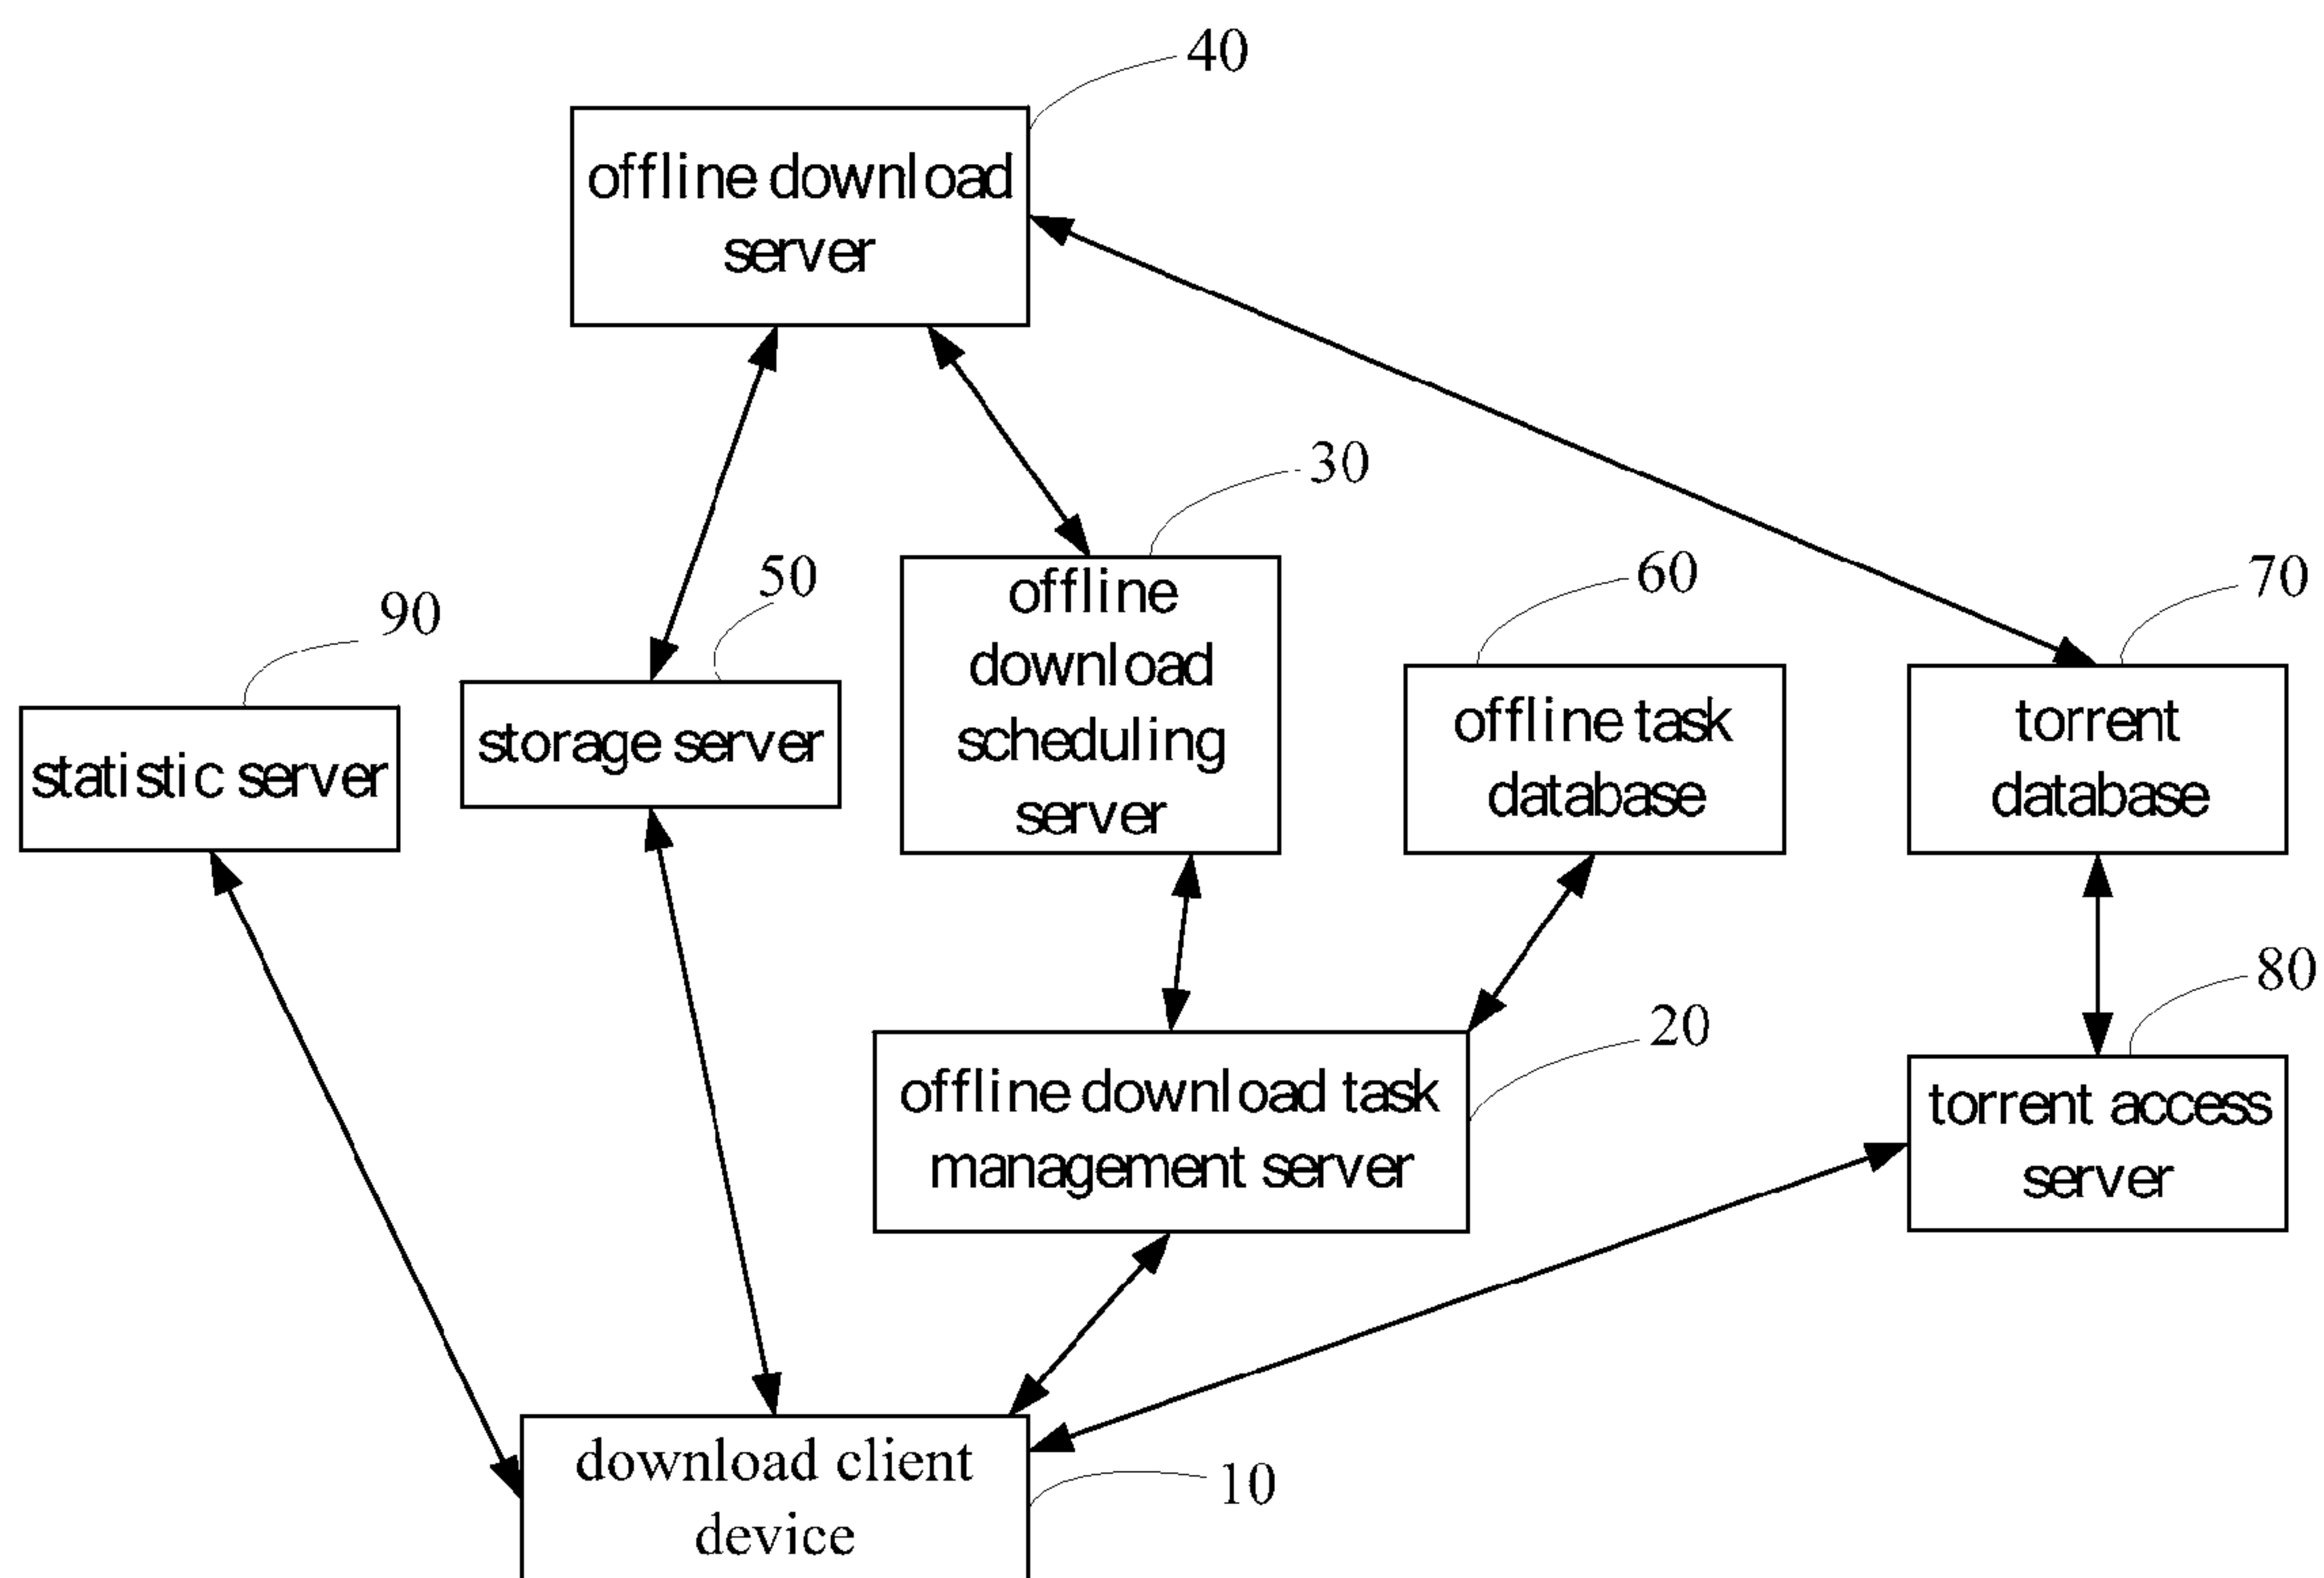 40
offline download
server
30
50
60
70
90
offline
download
scheduling
server
offline task
database
torrent
database
storage server
statistic server
80
20
offline download task
management server
torrent access
server
download client
device
10